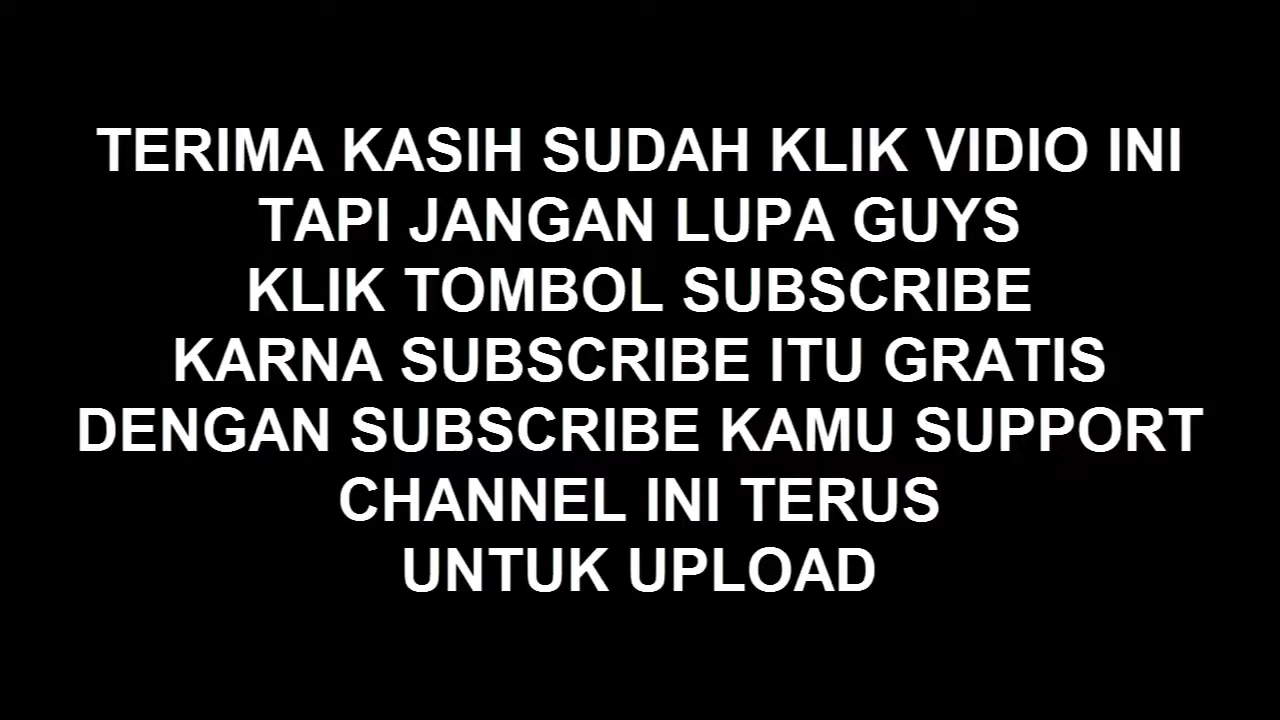 TERIMA KASIH SUDAH KLIK VIDIO INI
TAPI JANGAN LUPA GUYS
KLIK TOMBOL SUBSCRIBE
KARNA SUBSCRIBE ITU GRATIS
DENGAN SUBSCRIBE KAMU SUPPORT
CHANNEL INI TERUS
UNTUK UPLOAD